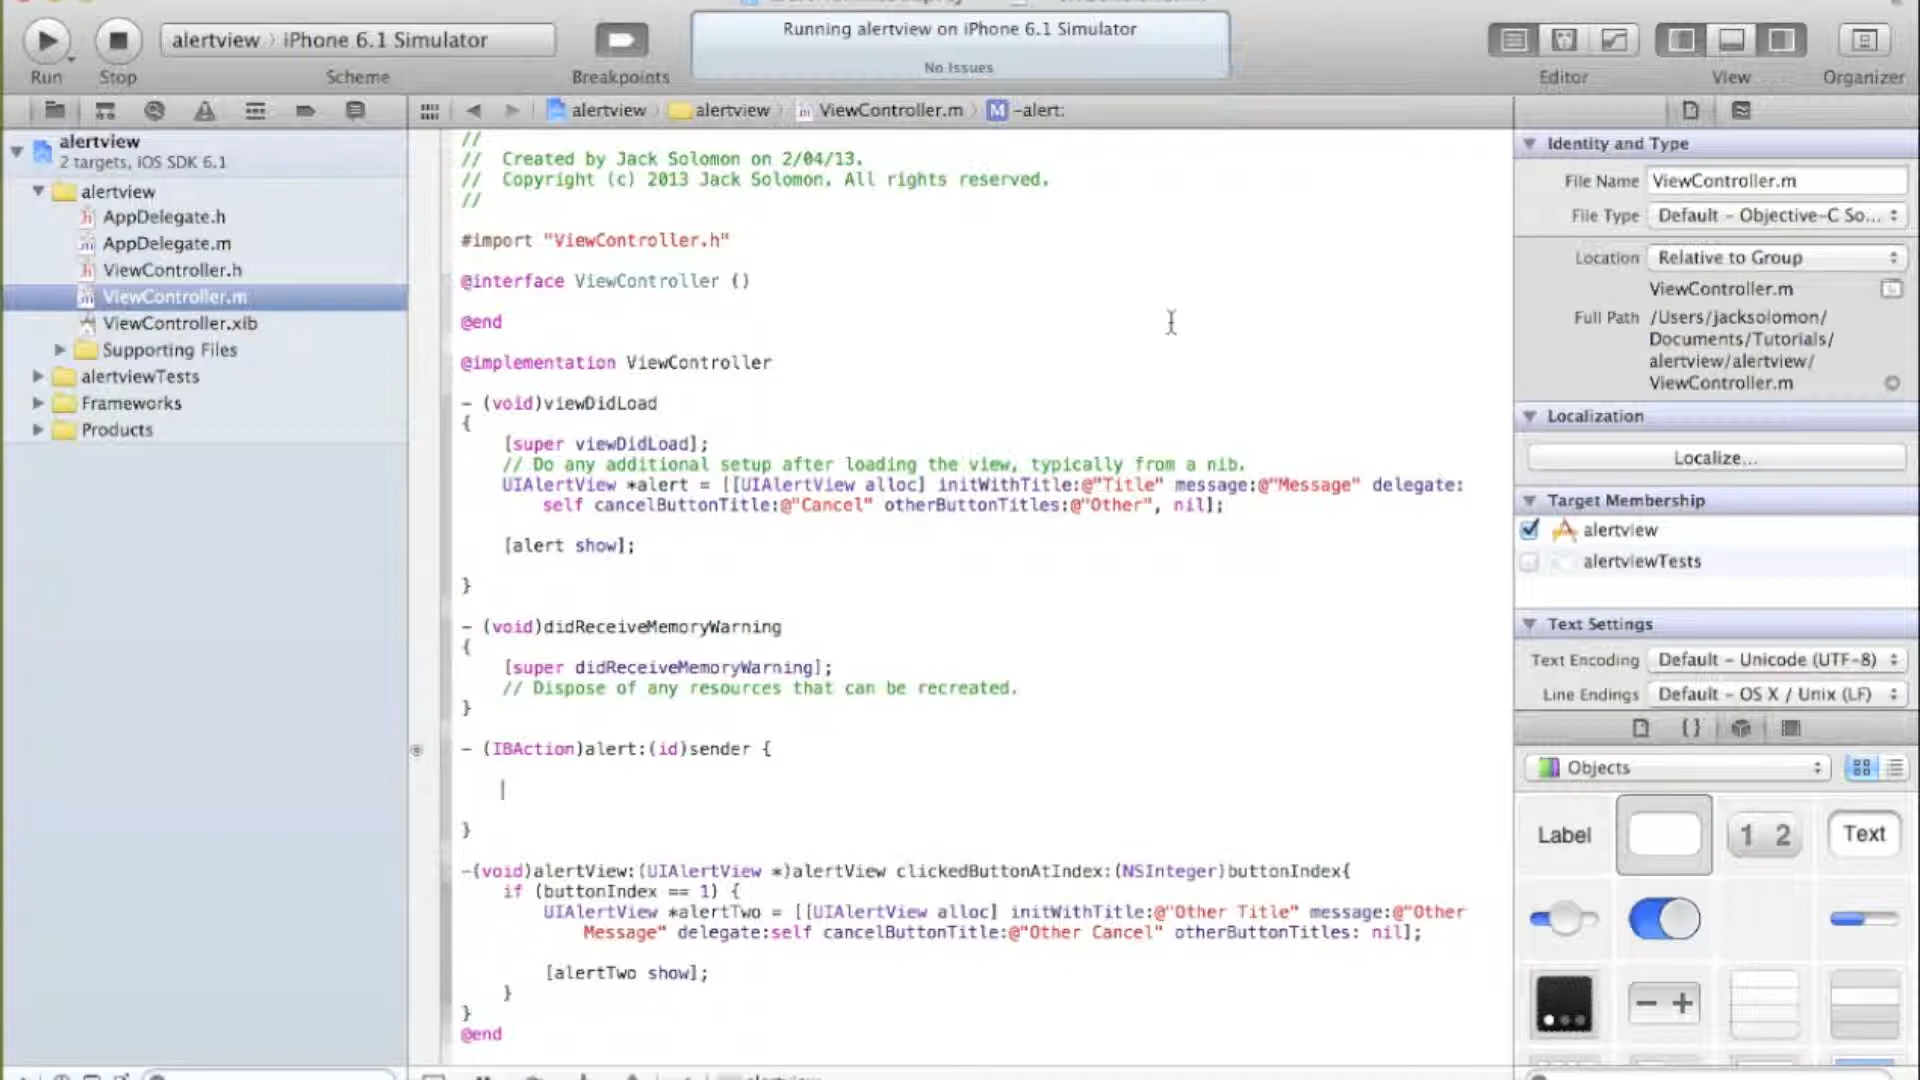 alertview › iPhone 6.1 Simulator
Running alertview on iPhone 6.1 Simulator
No Issues
Run
Stop
Scheme
Breakpoints
Editor
View
Organizer
alertview
alertview
ViewController.m
M
-alert:
alertview
2 targets, iOS SDK 6.1
alertview
AppDelegate.h
AppDelegate.m
ViewController.h
ViewController.m
ViewController.xib
Supporting Files
alertviewTests
Frameworks
Products
//
//  Created by Jack Solomon on 2/04/13.
//  Copyright (c) 2013 Jack Solomon. All rights reserved.
//
#import "ViewController.h"
@interface ViewController ()
@end
@implementation ViewController
- (void)viewDidLoad
{
[super viewDidLoad];
// Do any additional setup after loading the view, typically from a nib.
UIAlertView *alert = [[UIAlertView alloc] initWithTitle:@"Title" message:@"Message" delegate:
self cancelButtonTitle:@"Cancel" otherButtonTitles:@"Other", nil];
[alert show];
}
- (void)didReceiveMemoryWarning
{
[super didReceiveMemoryWarning];
// Dispose of any resources that can be recreated.
}
- (IBAction)alert:(id)sender {
}
-(void)alertView:(UIAlertView *)alertView clickedButtonAtIndex:(NSInteger)buttonIndex{
if (buttonIndex == 1) {
UIAlertView *alertTwo = [[UIAlertView alloc] initWithTitle:@"Other Title" message:@"Other
Message" delegate:self cancelButtonTitle:@"Other Cancel" otherButtonTitles: nil];
[alertTwo show];
}
}
@end
Identity and Type
File Name ViewController.m
File Type Default - Objective-C So...
Location Relative to Group
ViewController.m
Full Path /Users/jacksolomon/
Documents/Tutorials/
alertview/alertview/
ViewController.m
Localization
Localize...
Target Membership
alertview
alertviewTests
Text Settings
Text Encoding Default - Unicode (UTF-8)
Line Endings Default - OS X / Unix (LF)
{}
Objects
Label
1 2
Text
alertview